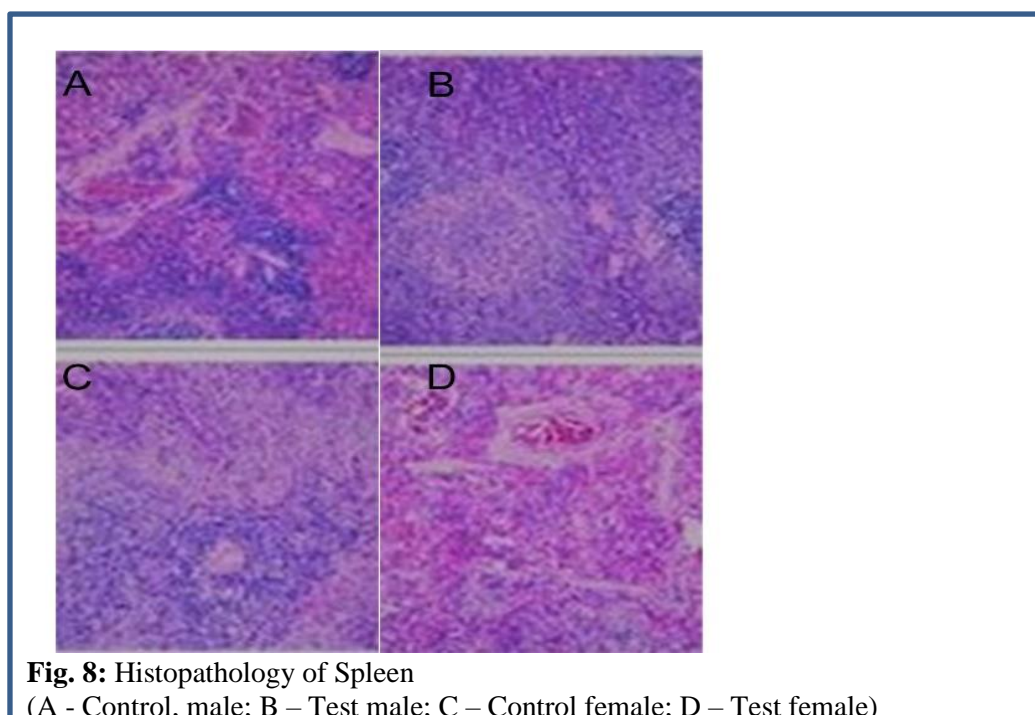 A
B
C
D
Fig. 8: Histopathology of Spleen
(A - Control, male; B – Test male; C – Control female; D – Test female)